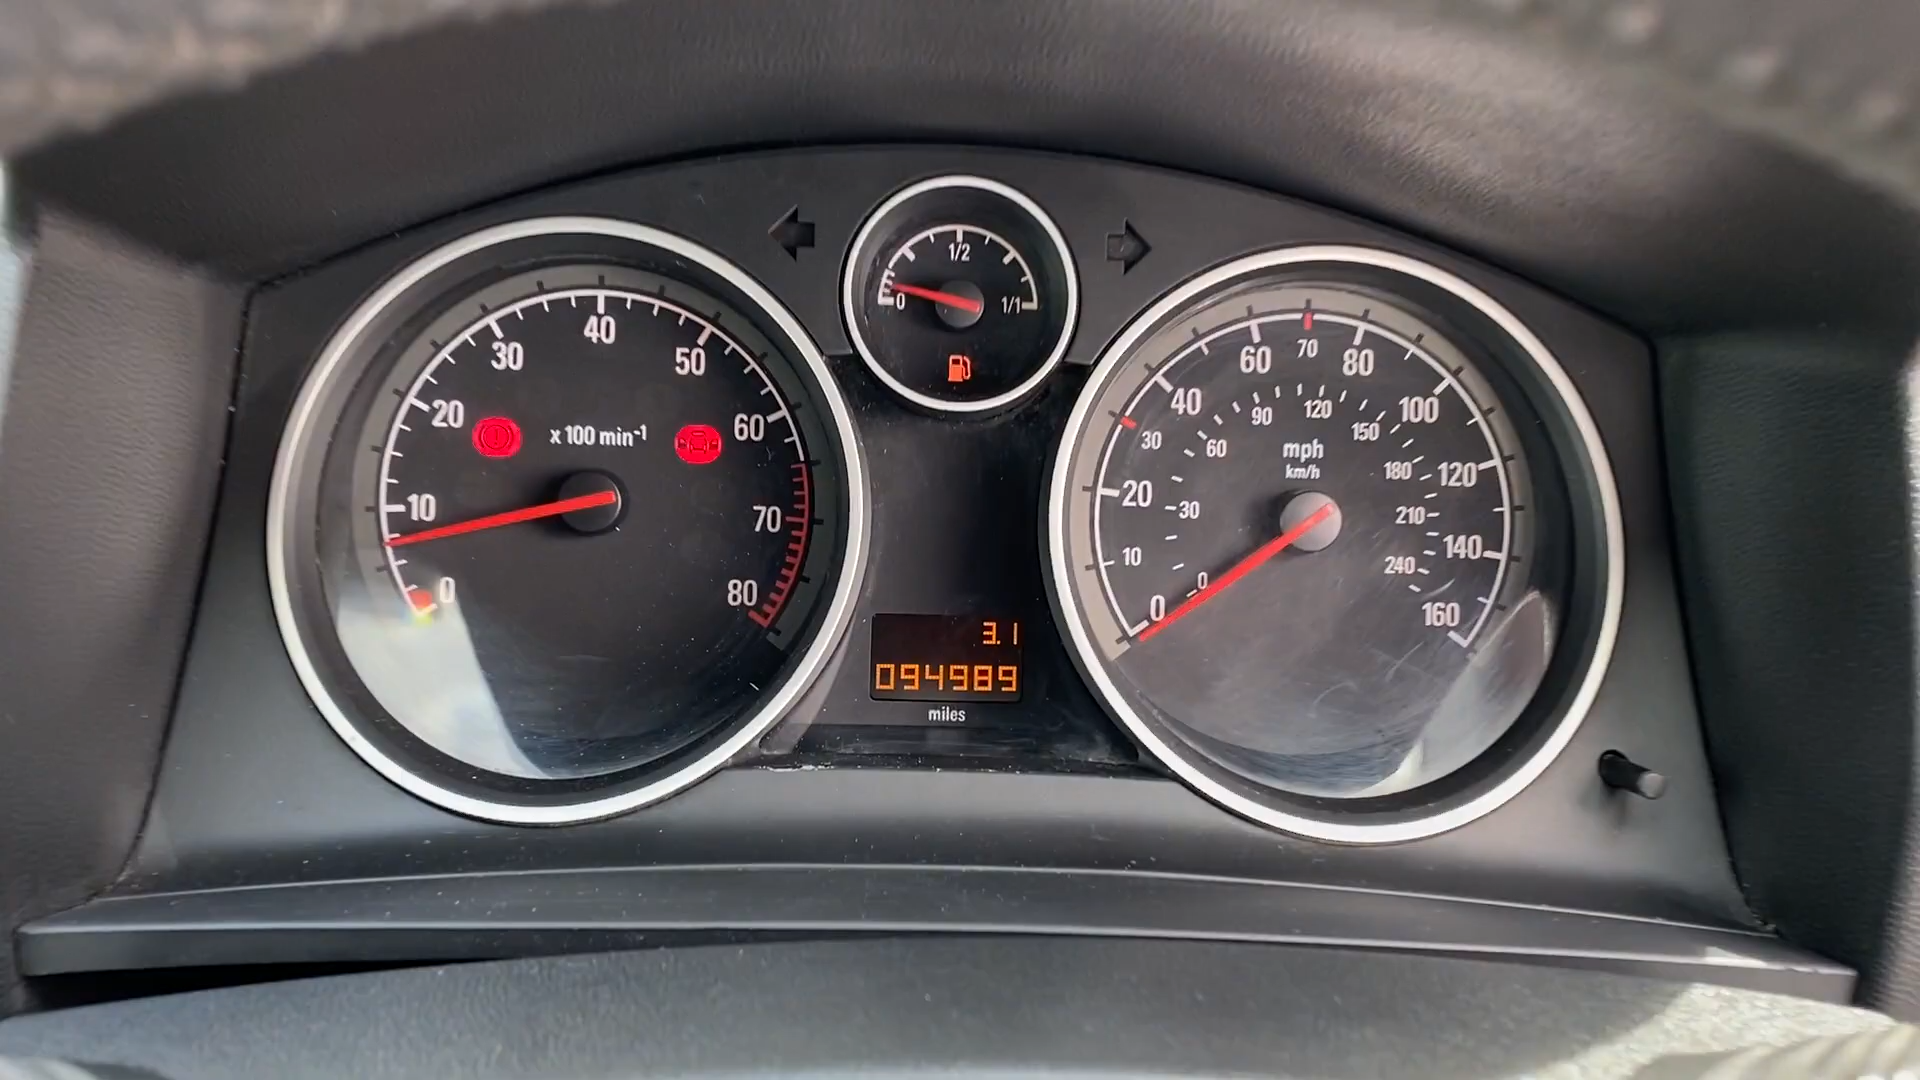 1/2
0 1/1
0 10 20 30 40 50 60 70 80
x 100 min-1
0 10 20 30 40 60 70 80 100 120 140 160
mph
km/h
0 30 60 90 120 150 180 210 240
3.1
094989
miles